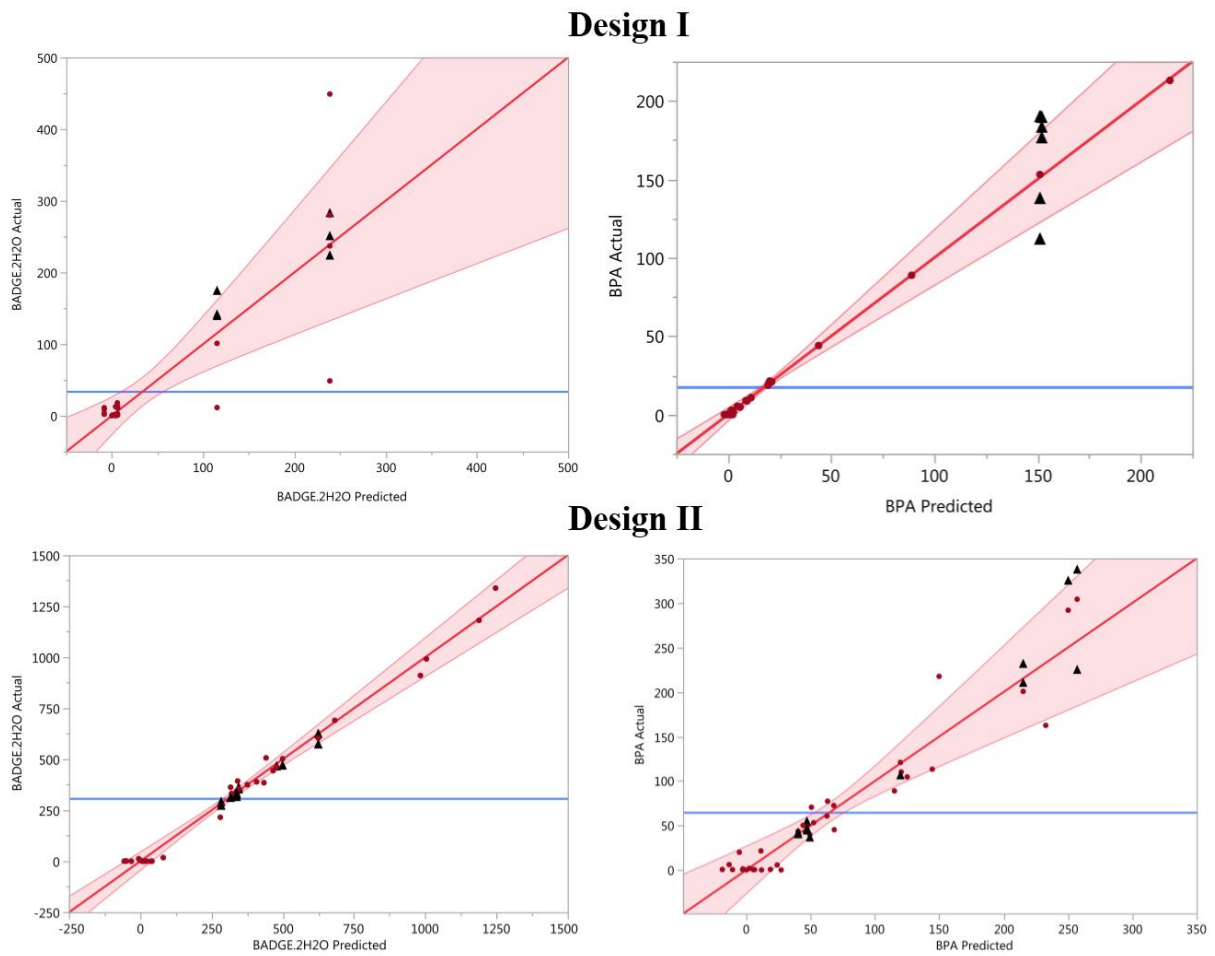 Design I
500
400
300
200
100
0
BADGE.2H2O Actual
0 100 200 300 400 500
BADGE.2H2O Predicted
200
150
100
50
0
BPA Actual
0 50 100 150 200
BPA Predicted
Design II
1500
1250
1000
750
500
250
0
-250
BADGE.2H2O Actual
-250 0 250 500 750 1000 1250 1500
BADGE.2H2O Predicted
350
300
250
200
150
100
50
0
BPA Actual
0 50 100 150 200 250 300 350
BPA Predicted